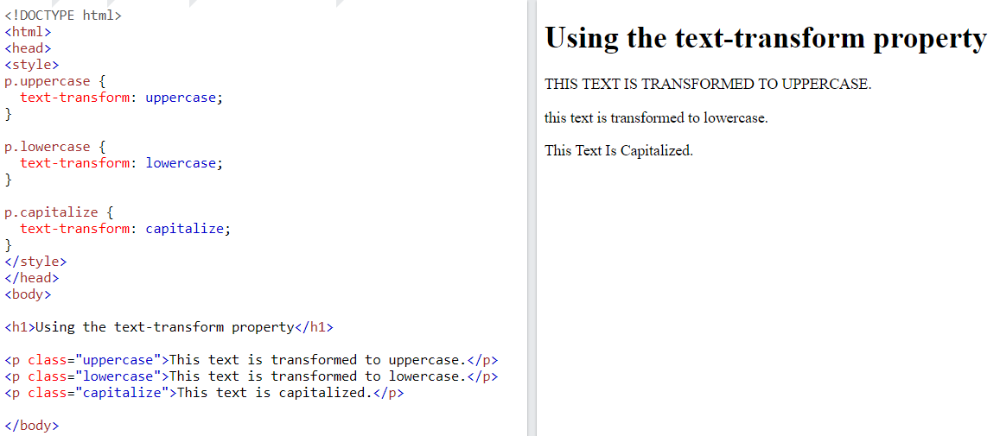 <!DOCTYPE html>
<html>
<head>
<style>
p.uppercase {
  text-transform: uppercase;
}

p.lowercase {
  text-transform: lowercase;
}

p.capitalize {
  text-transform: capitalize;
}
</style>
</head>
<body>

<h1>Using the text-transform property</h1>

<p class="uppercase">This text is transformed to uppercase.</p>
<p class="lowercase">This text is transformed to lowercase.</p>
<p class="capitalize">This text is capitalized.</p>

</body>
Using the text-transform property
THIS TEXT IS TRANSFORMED TO UPPERCASE.
this text is transformed to lowercase.
This Text Is Capitalized.